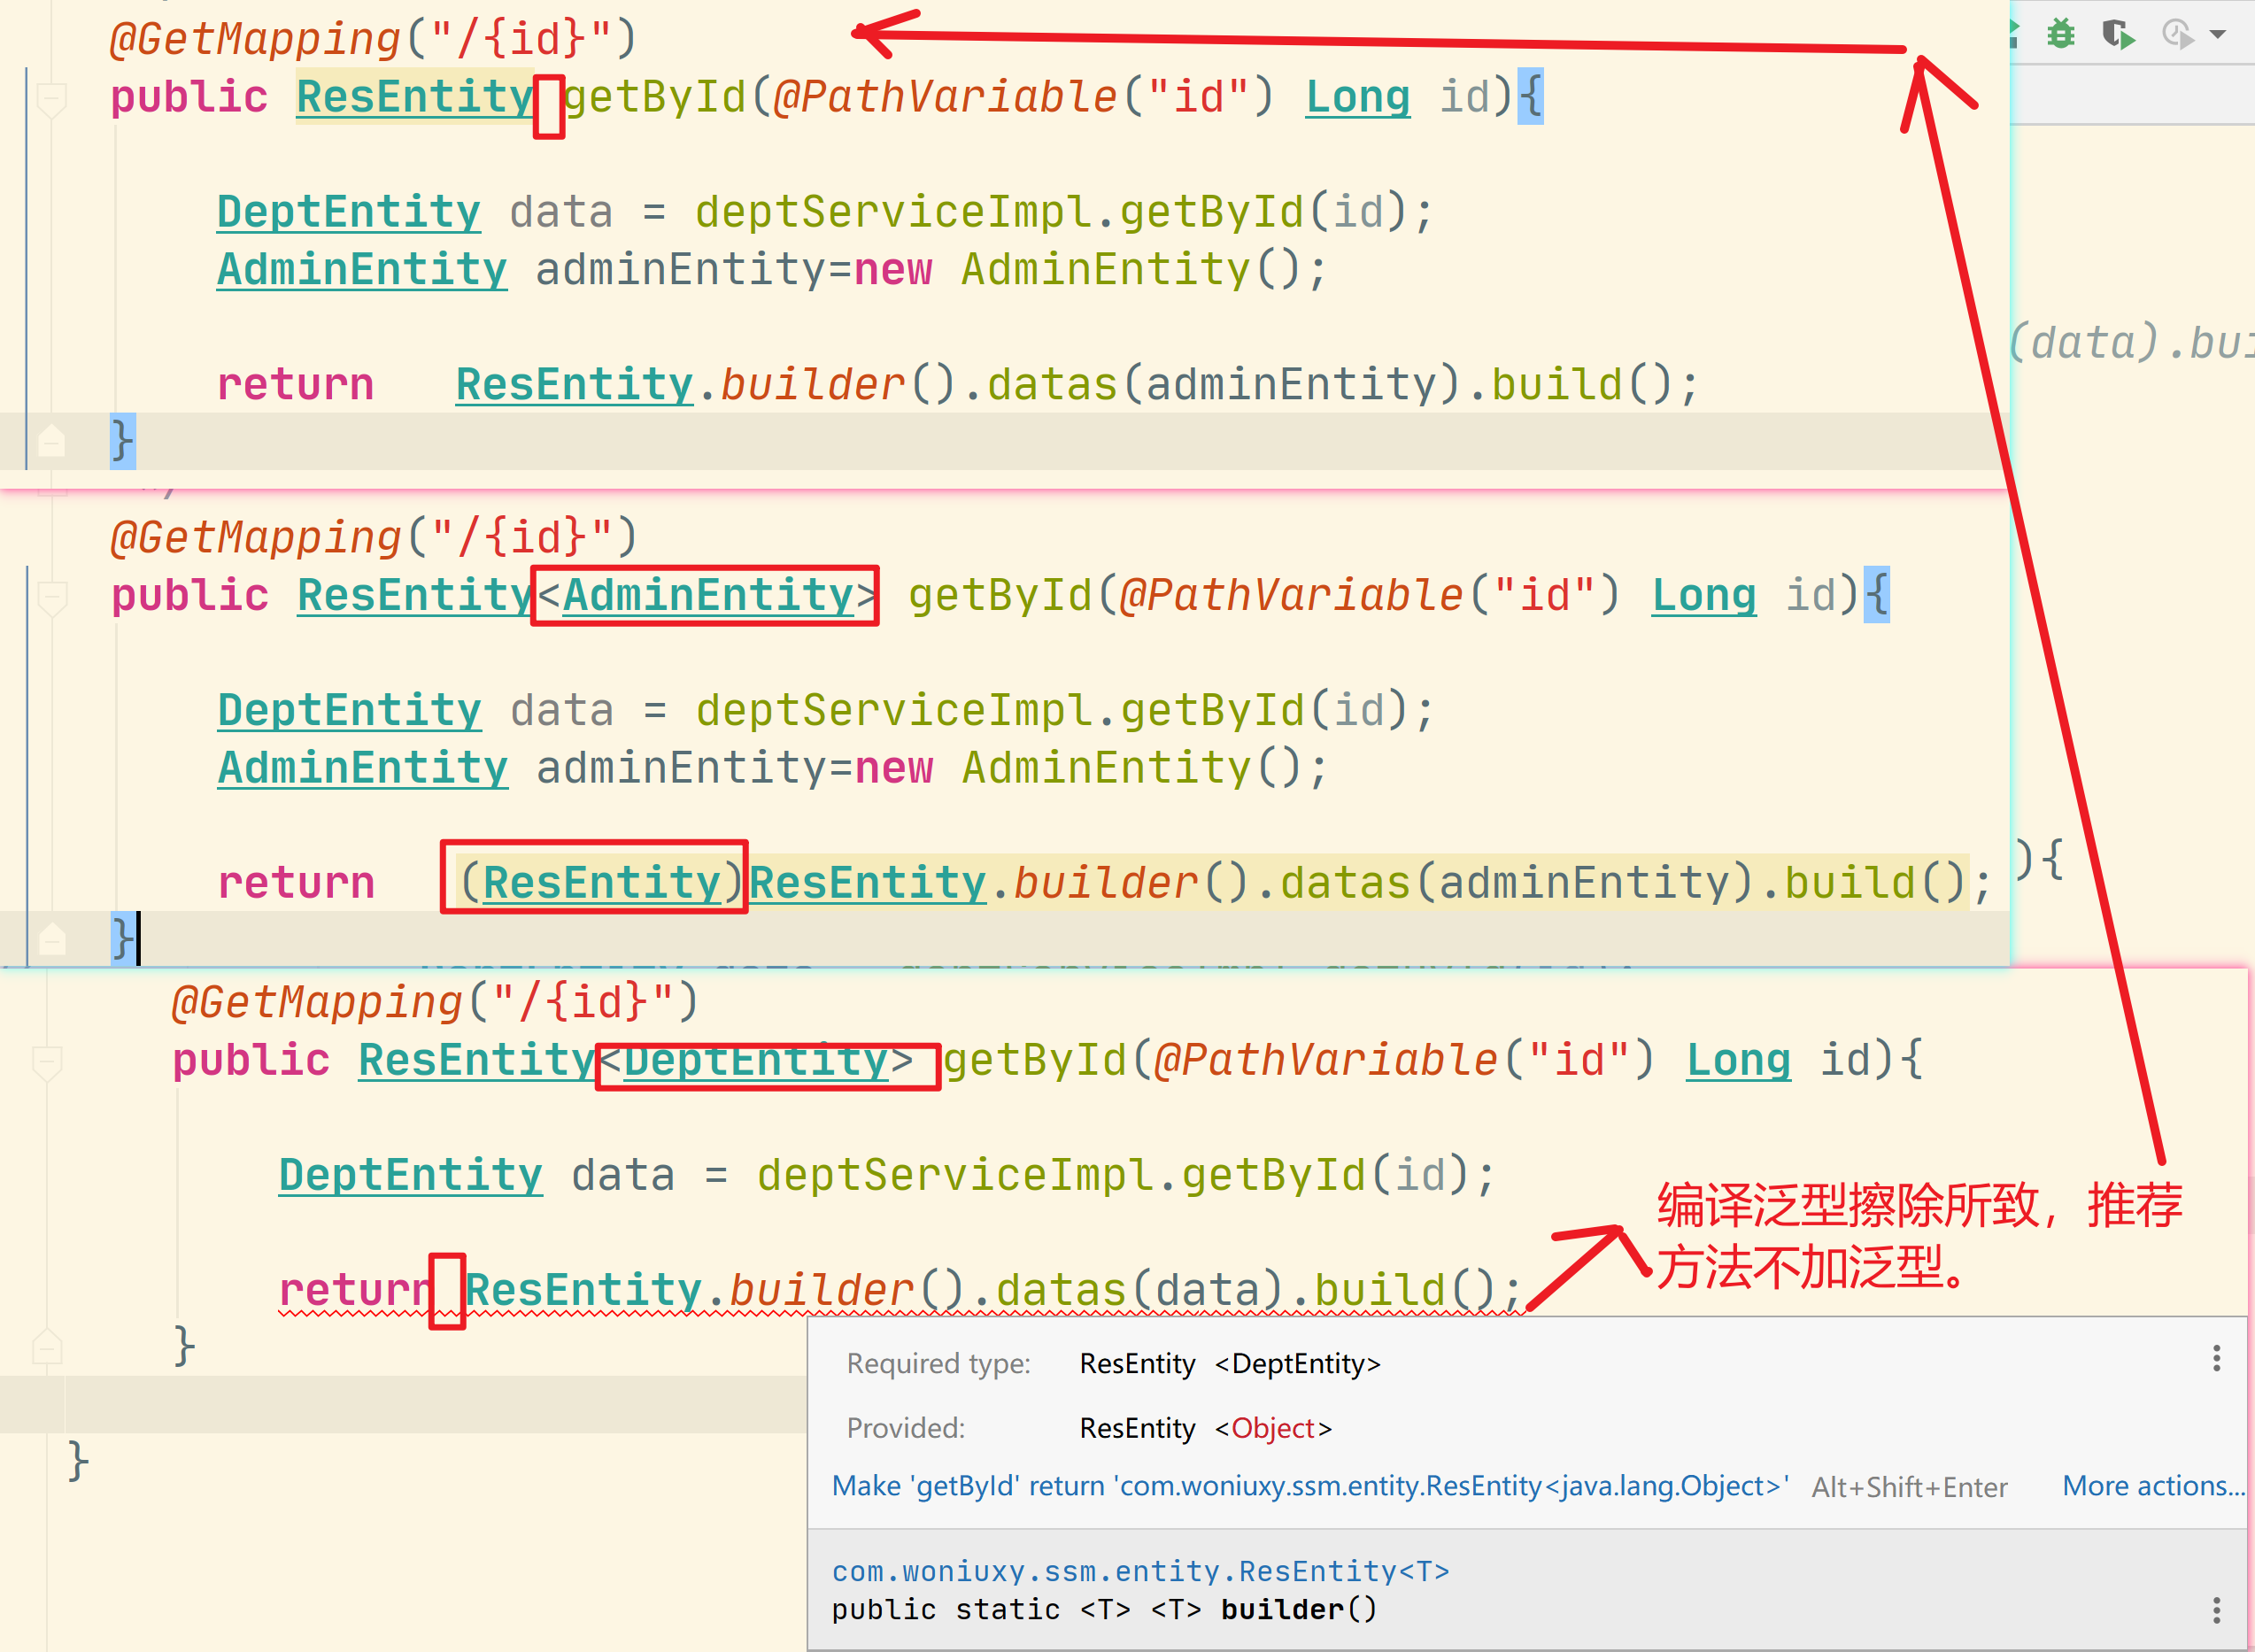 @GetMapping("/{id}")
public ResEntity getById(@PathVariable("id") Long id){
DeptEntity data = deptServiceImpl.getById(id);
AdminEntity adminEntity=new AdminEntity();
(data).bui
return ResEntity.builder().datas(adminEntity).build();
}
@GetMapping("/{id}")
public ResEntity<AdminEntity> getById(@PathVariable("id") Long id){
DeptEntity data = deptServiceImpl.getById(id);
AdminEntity adminEntity=new AdminEntity();
return (ResEntity)ResEntity.builder().datas(adminEntity).build();
){
}
@GetMapping("/{id}")
public ResEntity<DeptEntity> getById(@PathVariable("id") Long id){
DeptEntity data = deptServiceImpl.getById(id);
编译泛型擦除所致，推荐
方法不加泛型。
return ResEntity.builder().datas(data).build();
}
Required type: ResEntity <DeptEntity>
Provided: ResEntity <Object>
Make 'getById' return 'com.woniuxy.ssm.entity.ResEntity<java.lang.Object>' Alt+Shift+Enter More actions...
}
com.woniuxy.ssm.entity.ResEntity<T>
public static <T> <T> builder()